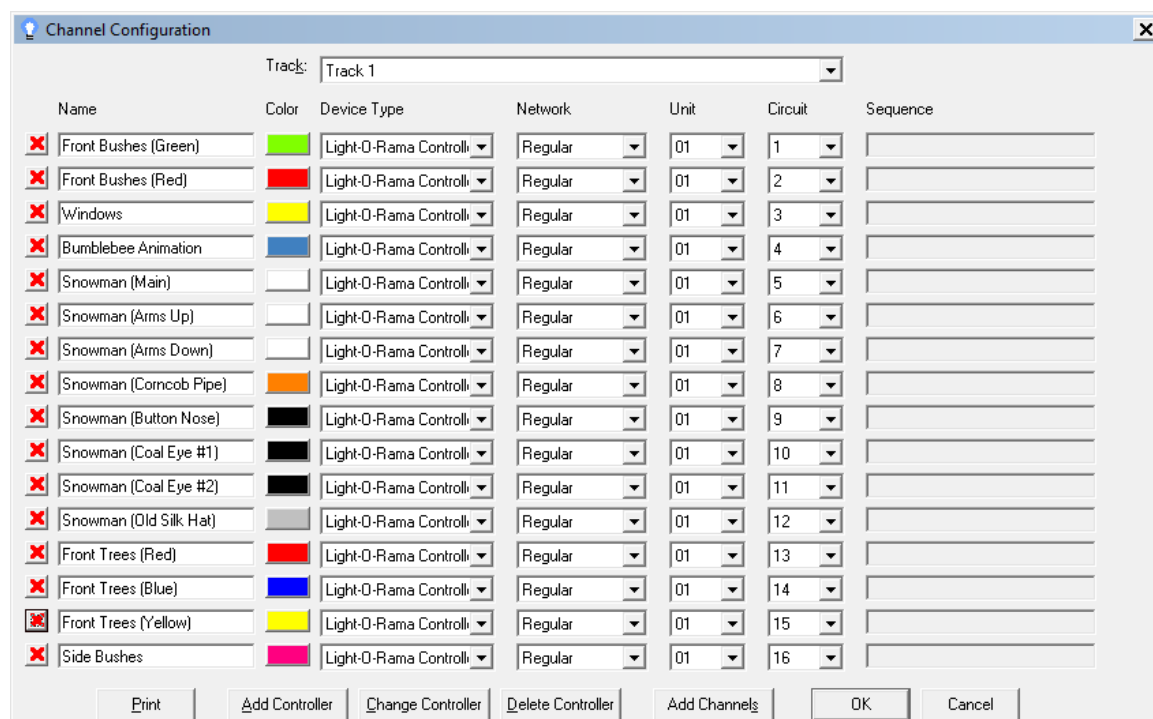 Channel Configuration
Track: Track 1
Name Color Device Type Network Unit Circuit Sequence
Front Bushes (Green) Light-O-Rama Controll Regular 01 1
Front Bushes (Red) Light-O-Rama Controll Regular 01 2
Windows Light-O-Rama Controll Regular 01 3
Bumblebee Animation Light-O-Rama Controll Regular 01 4
Snowman (Main) Light-O-Rama Controll Regular 01 5
Snowman (Arms Up) Light-O-Rama Controll Regular 01 6
Snowman (Arms Down) Light-O-Rama Controll Regular 01 7
Snowman (Corncob Pipe) Light-O-Rama Controll Regular 01 8
Snowman (Button Nose) Light-O-Rama Controll Regular 01 9
Snowman (Coal Eye #1) Light-O-Rama Controll Regular 01 10
Snowman (Coal Eye #2) Light-O-Rama Controll Regular 01 11
Snowman (Old Silk Hat) Light-O-Rama Controll Regular 01 12
Front Trees (Red) Light-O-Rama Controll Regular 01 13
Front Trees (Blue) Light-O-Rama Controll Regular 01 14
Front Trees (Yellow) Light-O-Rama Controll Regular 01 15
Side Bushes Light-O-Rama Controll Regular 01 16
Print Add Controller Change Controller Delete Controller Add Channels OK Cancel